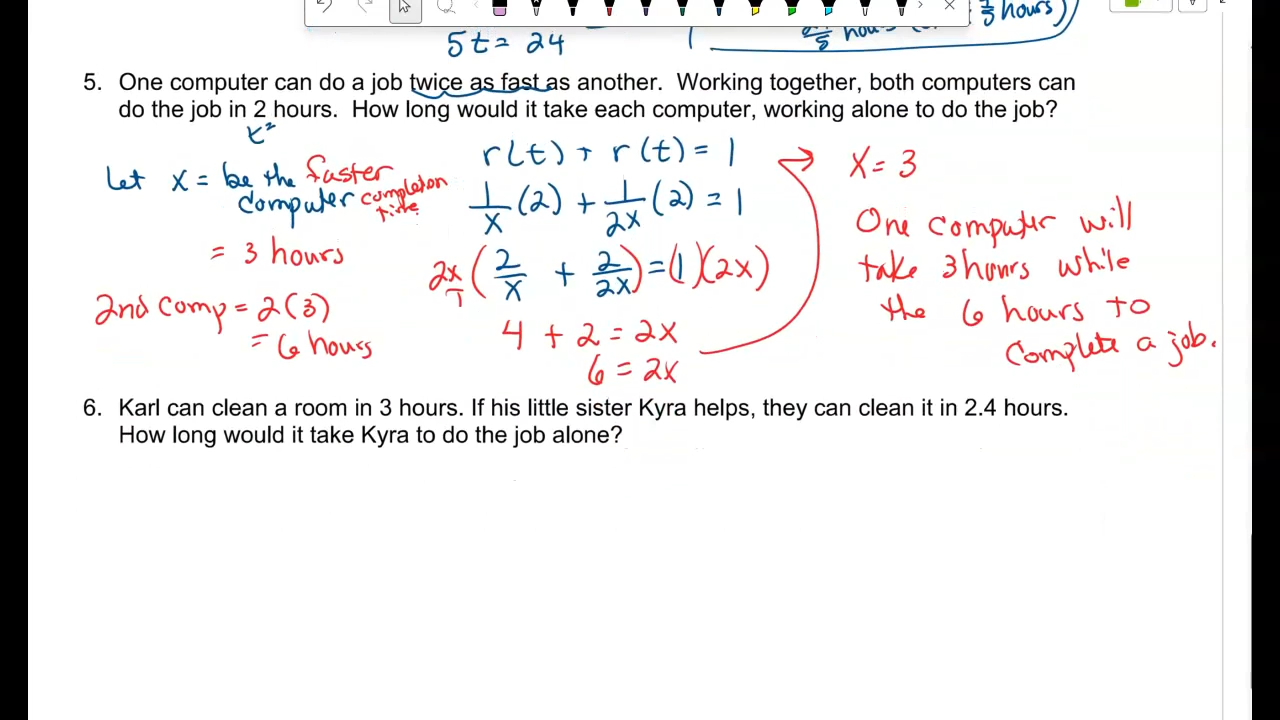 5t = 24
hours
5 hours)
5. One computer can do a job twice as fast as another. Working together, both computers can
do the job in 2 hours. How long would it take each computer, working alone to do the job?
t=
Let x = be the faster
computer completion
time
= 3 hours
2nd Comp = 2(3)
= 6 hours
r(t) + r(t) = 1
1/x (2) + 1/2x (2) = 1
2x/1 (2/x + 2/2x) = (1)(2x)
4 + 2 = 2x
6 = 2x
x = 3
One computer will
take 3 hours while
the 6 hours to
complete a job.
6. Karl can clean a room in 3 hours. If his little sister Kyra helps, they can clean it in 2.4 hours.
How long would it take Kyra to do the job alone?